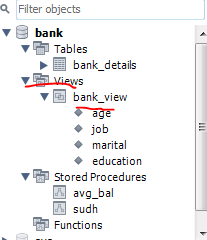 Filter objects
bank
Tables
bank_details
Views
bank_view
age
job
marital
education
Stored Procedures
avg_bal
sudh
Functions